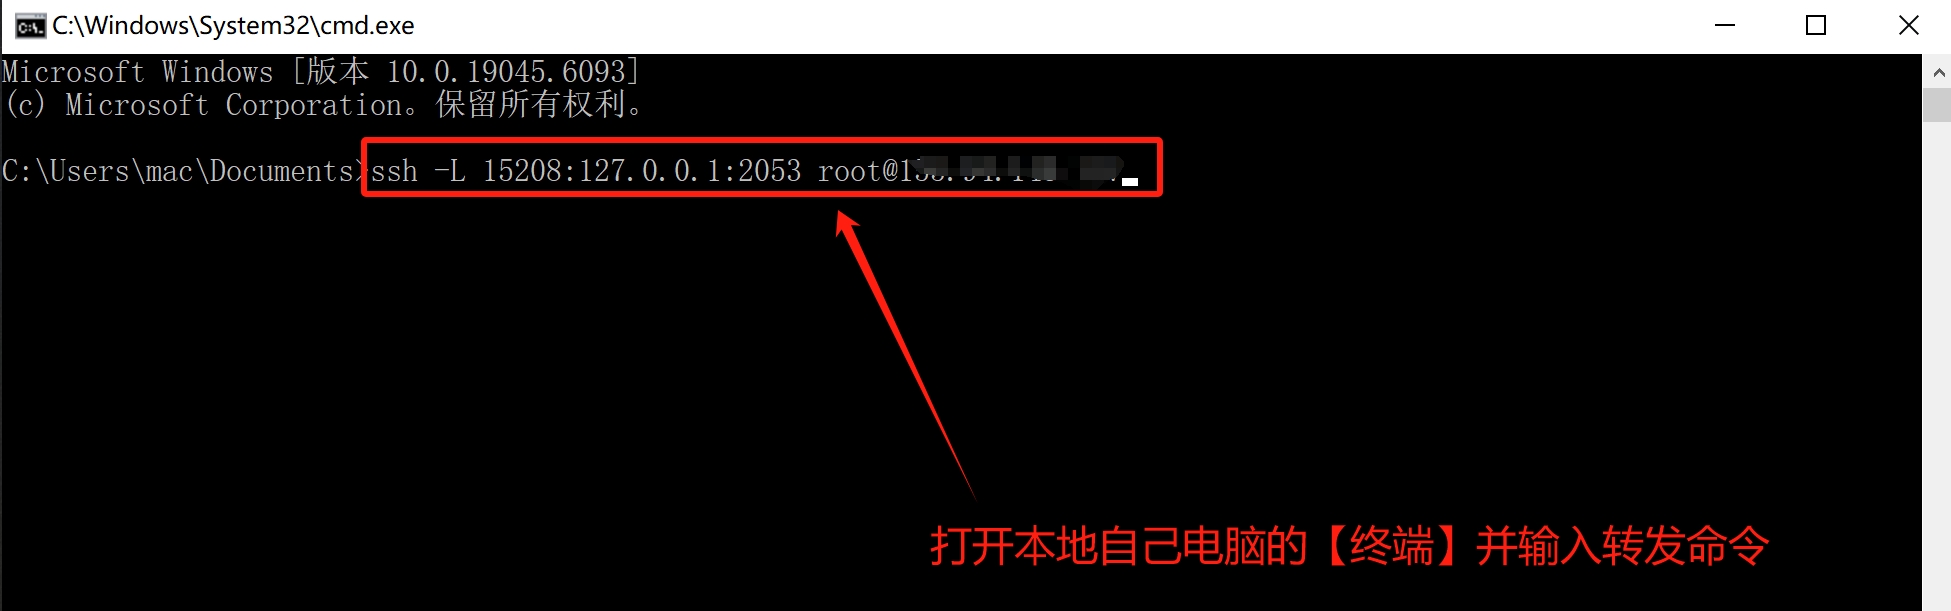 C:\Windows\System32\cmd.exe
Microsoft Windows [版本 10.0.19045.6093]
(c) Microsoft Corporation。保留所有权利。
C:\Users\mac\Documents>ssh -L 15208:127.0.0.1:2053 root@
打开本地自己电脑的【终端】并输入转发命令